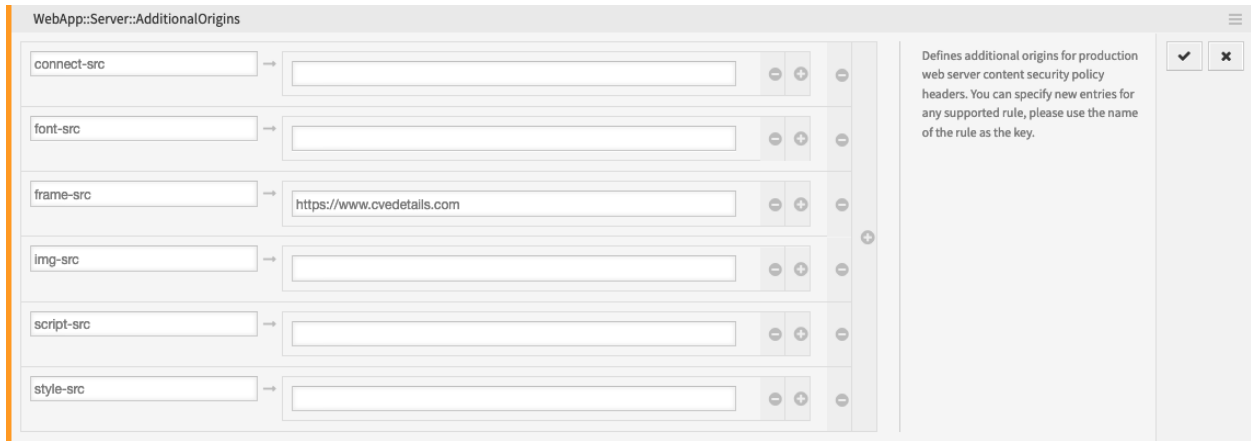 WebApp::Server::AdditionalOrigins
connect-src
font-src
frame-src
https://www.cvedetails.com
img-src
script-src
style-src
Defines additional origins for production
web server content security policy
headers. You can specify new entries for
any supported rule, please use the name
of the rule as the key.